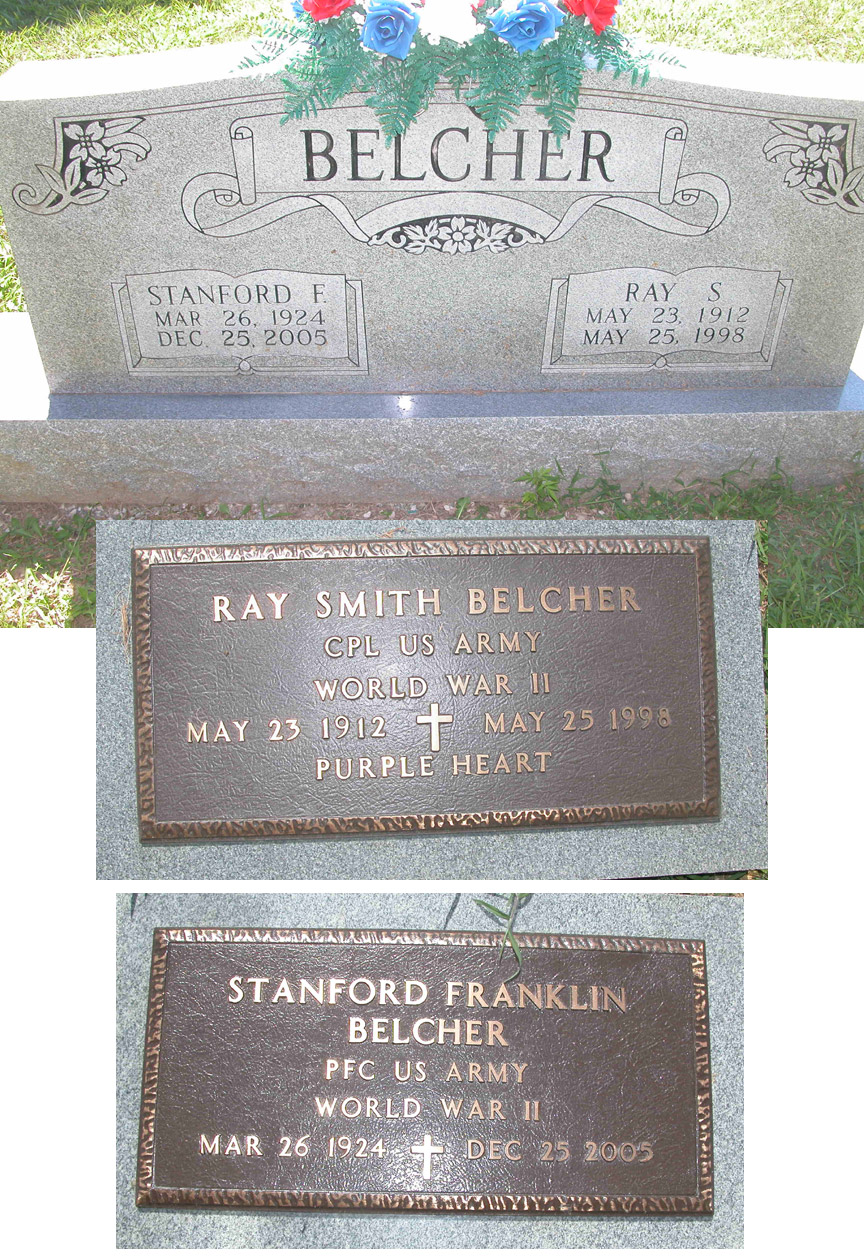 BELCHER
STANFORD F.
MAR 26, 1924
DEC. 25, 2005
RAY S
MAY 23, 1912
MAY 25, 1998
RAY SMITH BELCHER
CPL US ARMY
WORLD WAR II
MAY 23 1912 MAY 25 1998
PURPLE HEART
STANFORD FRANKLIN
BELCHER
PFC US ARMY
WORLD WAR II
MAR 26 1924 DEC 25 2005